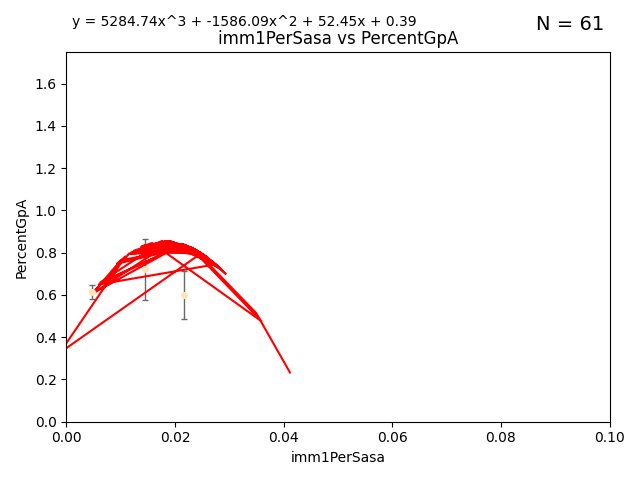 y = 5284.74x^3 + -1586.09x^2 + 52.45x + 0.39
N = 61
imm1PerSasa vs PercentGpA
1.6
1.4
1.2
1.0
0.8
0.6
0.4
0.2
0.0
PercentGpA
0.00 0.02 0.04 0.06 0.08 0.10
imm1PerSasa